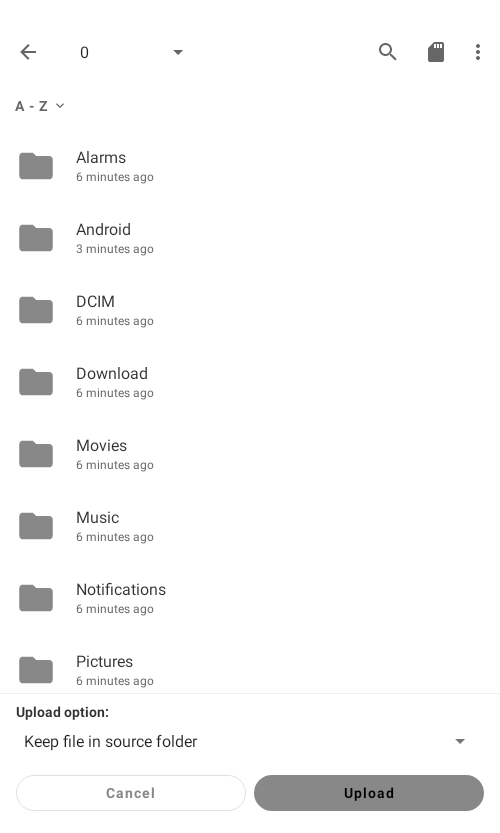 0
A - Z
Alarms
6 minutes ago
Android
3 minutes ago
DCIM
6 minutes ago
Download
6 minutes ago
Movies
6 minutes ago
Music
6 minutes ago
Notifications
6 minutes ago
Pictures
6 minutes ago
Upload option:
Keep file in source folder
Cancel
Upload